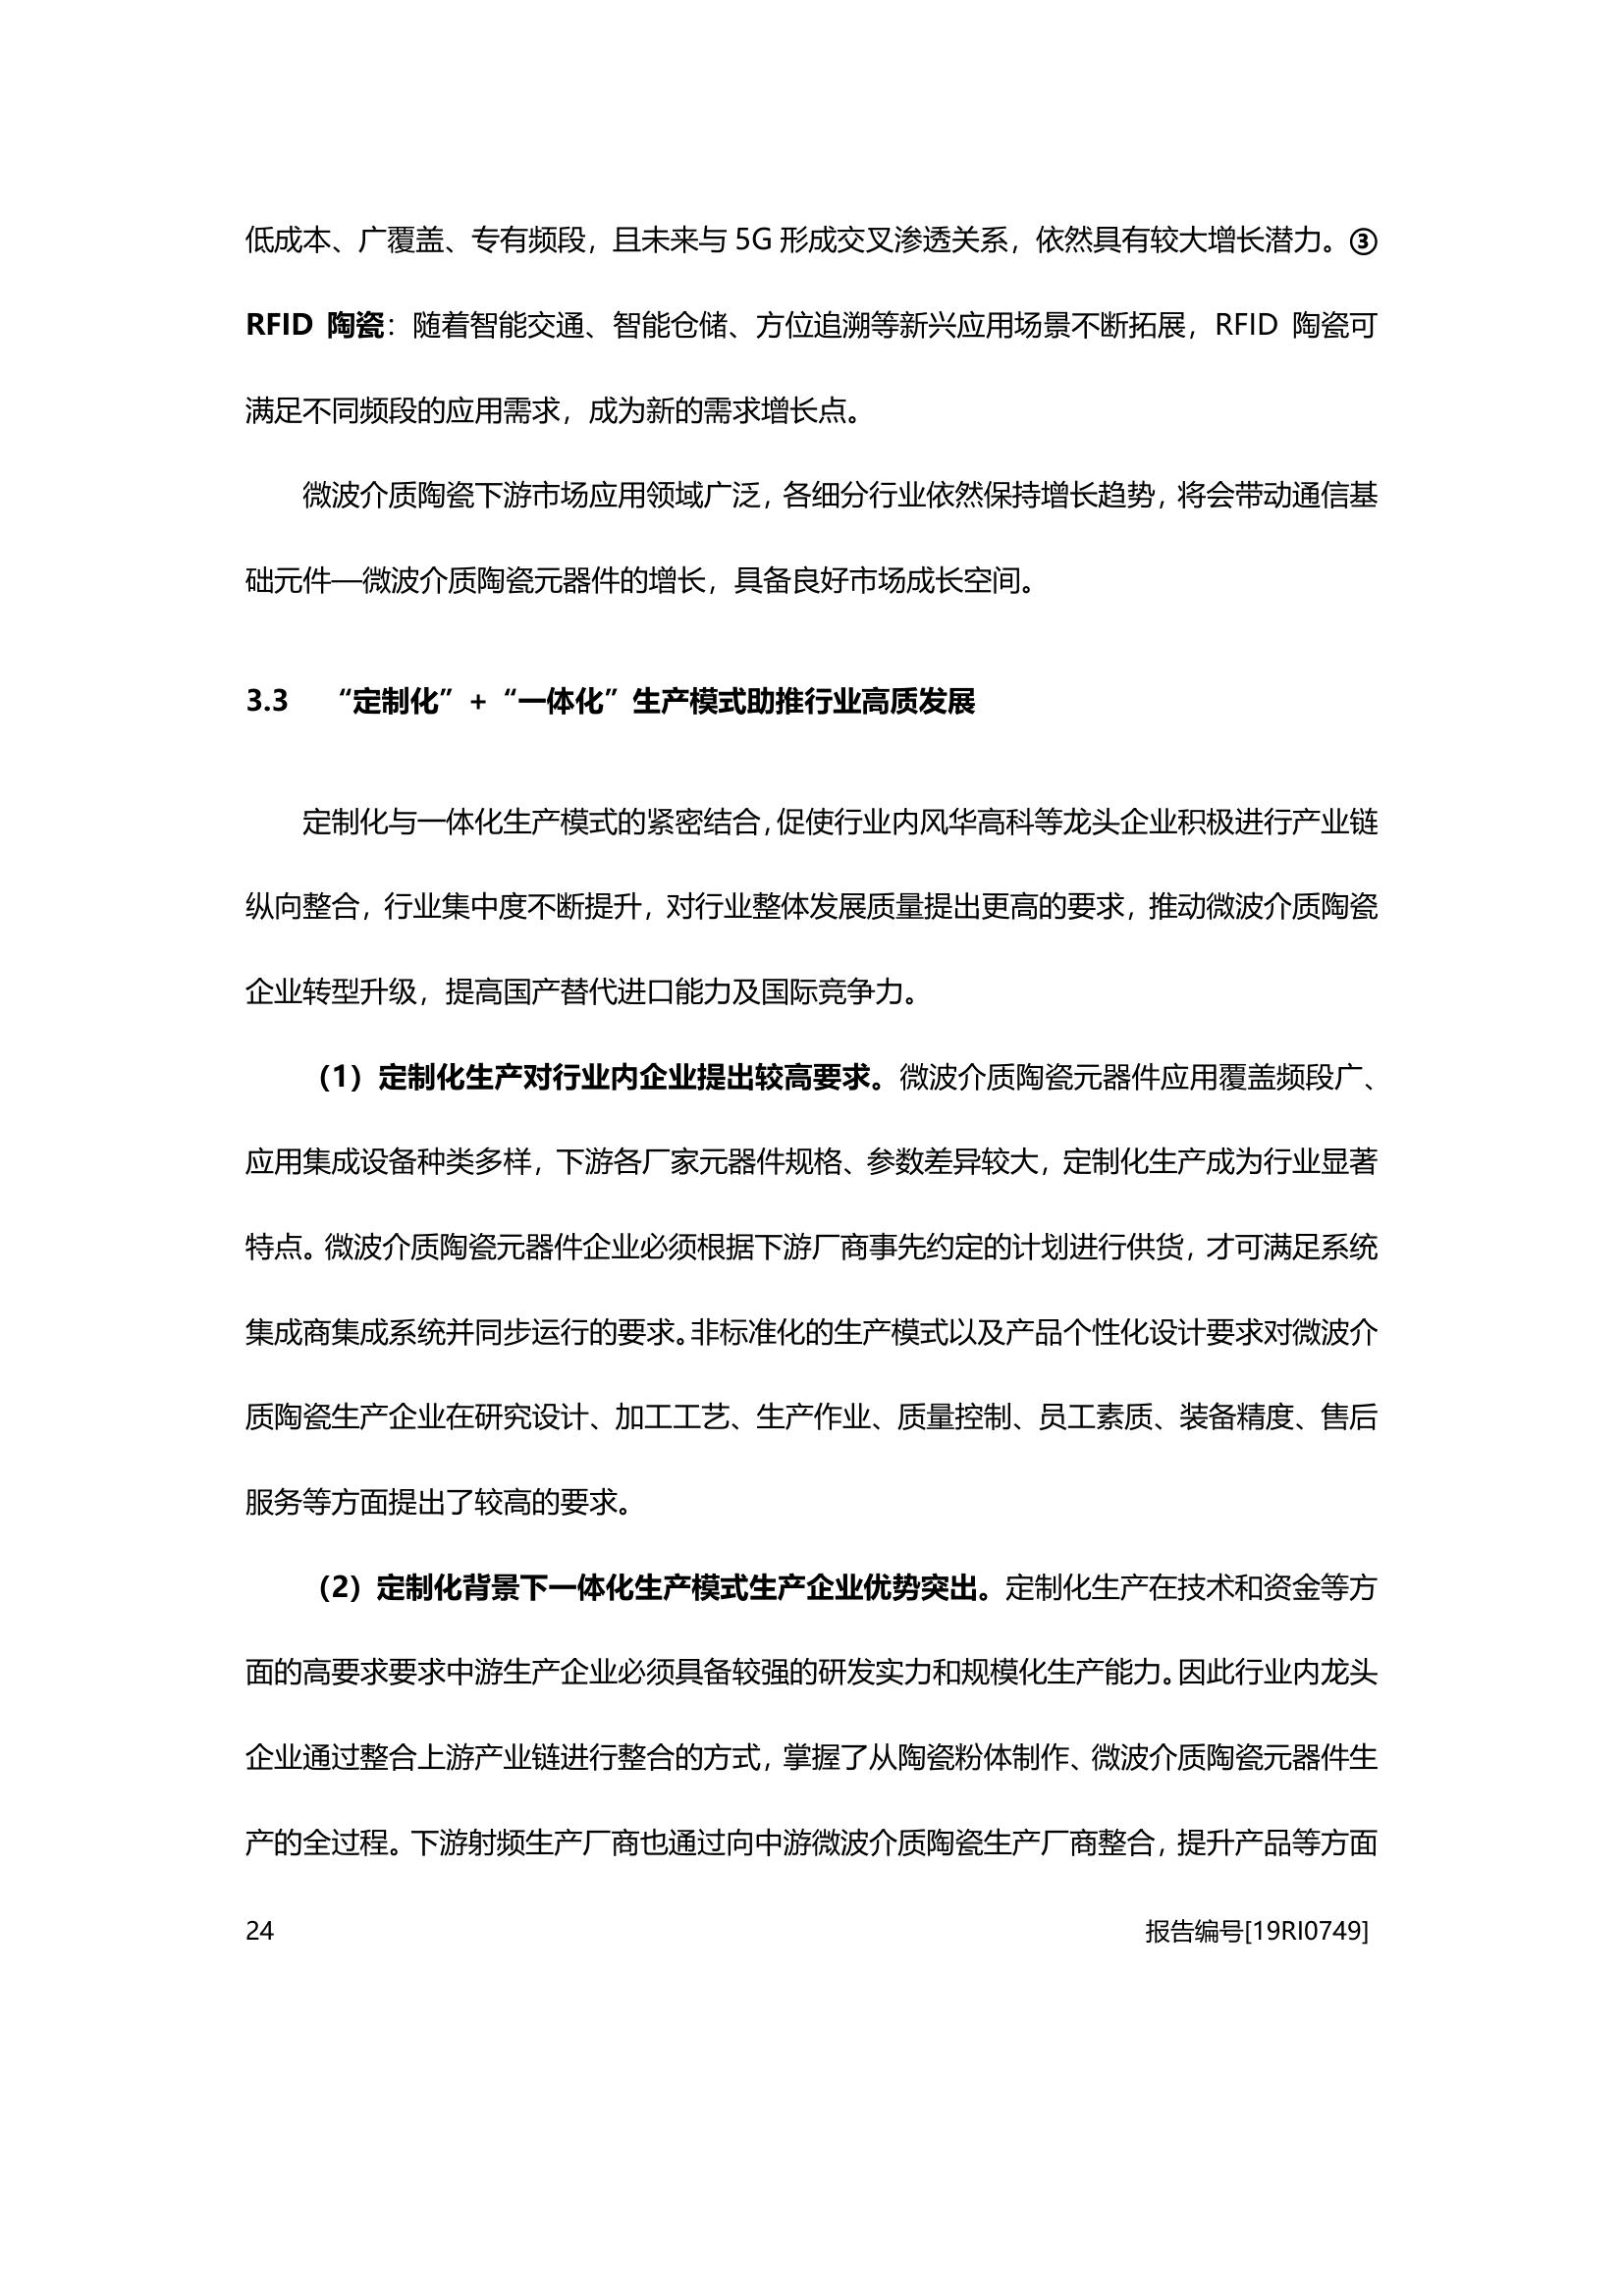 低成本、广覆盖、专有频段，且未来与 5G 形成交叉渗透关系，依然具有较大增长潜力。③
RFID 陶瓷：随着智能交通、智能仓储、方位追溯等新兴应用场景不断拓展，RFID 陶瓷可
满足不同频段的应用需求，成为新的需求增长点。
微波介质陶瓷下游市场应用领域广泛，各细分行业依然保持增长趋势，将会带动通信基
础元件—微波介质陶瓷元器件的增长，具备良好市场成长空间。
3.3 “定制化”+“一体化”生产模式助推行业高质发展
定制化与一体化生产模式的紧密结合，促使行业内风华高科等龙头企业积极进行产业链
纵向整合，行业集中度不断提升，对行业整体发展质量提出更高的要求，推动微波介质陶瓷
企业转型升级，提高国产替代进口能力及国际竞争力。
（1）定制化生产对行业内企业提出较高要求。微波介质陶瓷元器件应用覆盖频段广、
应用集成设备种类多样，下游各厂家元器件规格、参数差异较大，定制化生产成为行业显著
特点。微波介质陶瓷元器件企业必须根据下游厂商事先约定的计划进行供货，才可满足系统
集成商集成系统并同步运行的要求。非标准化的生产模式以及产品个性化设计要求对微波介
质陶瓷生产企业在研究设计、加工工艺、生产作业、质量控制、员工素质、装备精度、售后
服务等方面提出了较高的要求。
（2）定制化背景下一体化生产模式生产企业优势突出。定制化生产在技术和资金等方
面的高要求要求中游生产企业必须具备较强的研发实力和规模化生产能力。因此行业内龙头
企业通过整合上游产业链进行整合的方式，掌握了从陶瓷粉体制作、微波介质陶瓷元器件生
产的全过程。下游射频生产厂商也通过向中游微波介质陶瓷生产厂商整合，提升产品等方面
24 报告编号[19RI0749]